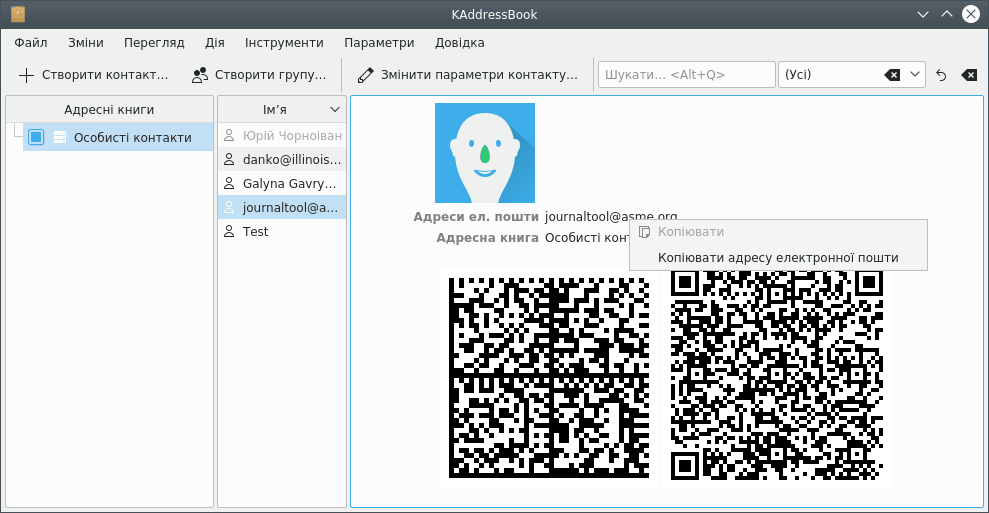 KAddressBook
Файл Зміни Перегляд Дія Інструменти Параметри Довідка
Створити контакт… Створити групу… Змінити параметри контакту… Шукати… <Alt+Q> (Усі)
Адресні книги
Особисті контакти
Ім’я
Юрій Чорноіван
danko@illinois…
Galyna Gavry…
journaltool@a…
Test
Адреси ел. пошти journaltool@asme.org
Адресна книга Особисті конт
Копіювати
Копіювати адресу електронної пошти